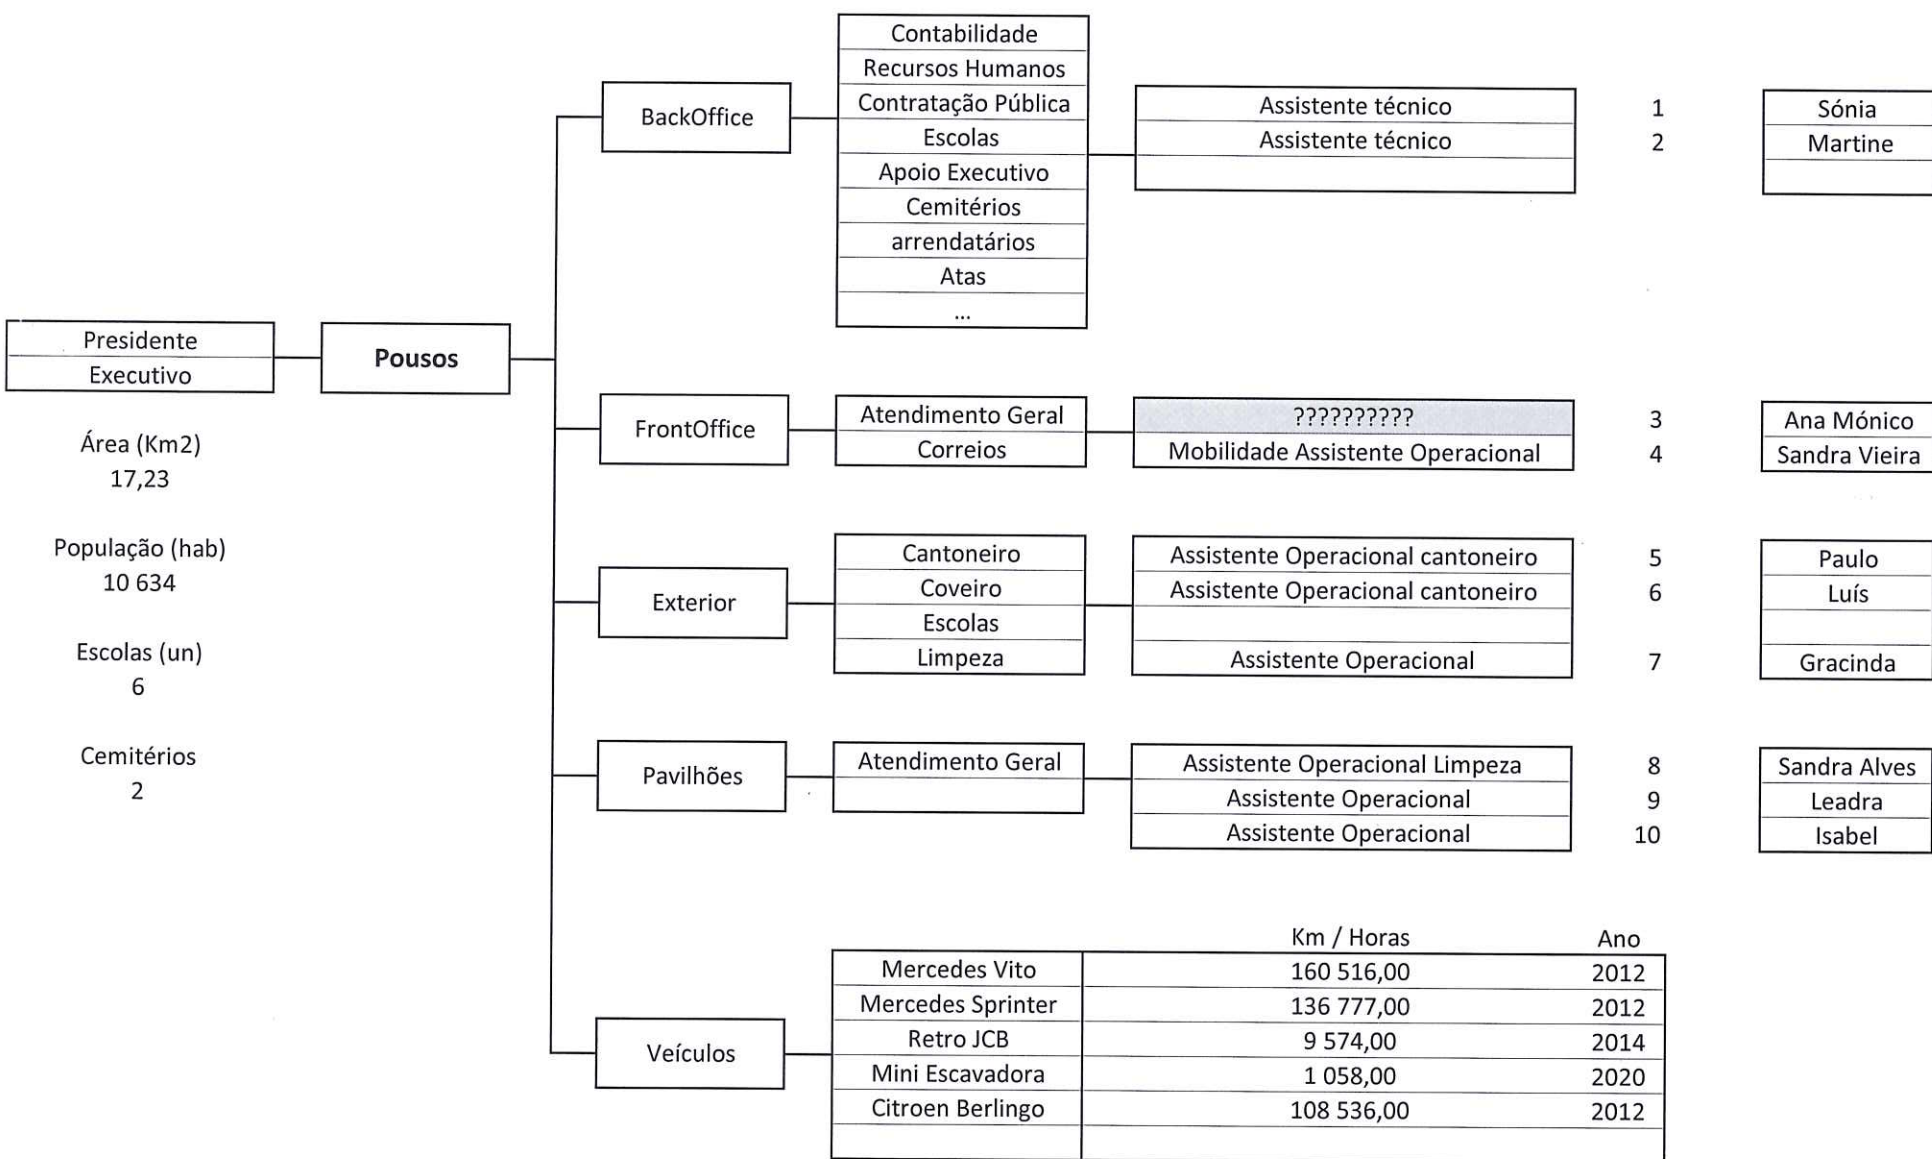 Presidente
Executivo
Pousos
Área (Km2)
17,23
População (hab)
10 634
Escolas (un)
6
Cemitérios
2
BackOffice
Contabilidade
Recursos Humanos
Contratação Pública
Escolas
Apoio Executivo
Cemitérios
arrendatários
Atas
...
Assistente técnico 1 Sónia
Assistente técnico 2 Martine
FrontOffice
Atendimento Geral
Correios
?????????? 3 Ana Mónico
Mobilidade Assistente Operacional 4 Sandra Vieira
Exterior
Cantoneiro
Coveiro
Escolas
Limpeza
Assistente Operacional cantoneiro 5 Paulo
Assistente Operacional cantoneiro 6 Luís
Assistente Operacional 7 Gracinda
Pavilhões
Atendimento Geral
Assistente Operacional Limpeza 8 Sandra Alves
Assistente Operacional 9 Leadra
Assistente Operacional 10 Isabel
Veículos
Km / Horas Ano
Mercedes Vito 160 516,00 2012
Mercedes Sprinter 136 777,00 2012
Retro JCB 9 574,00 2014
Mini Escavadora 1 058,00 2020
Citroen Berlingo 108 536,00 2012